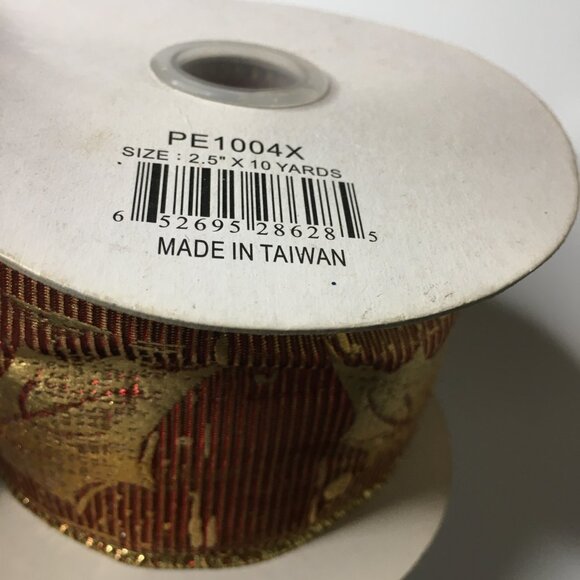 PE1004X
SIZE : 2.5" X 10 YARDS
6 52695 28628 5
MADE IN TAIWAN